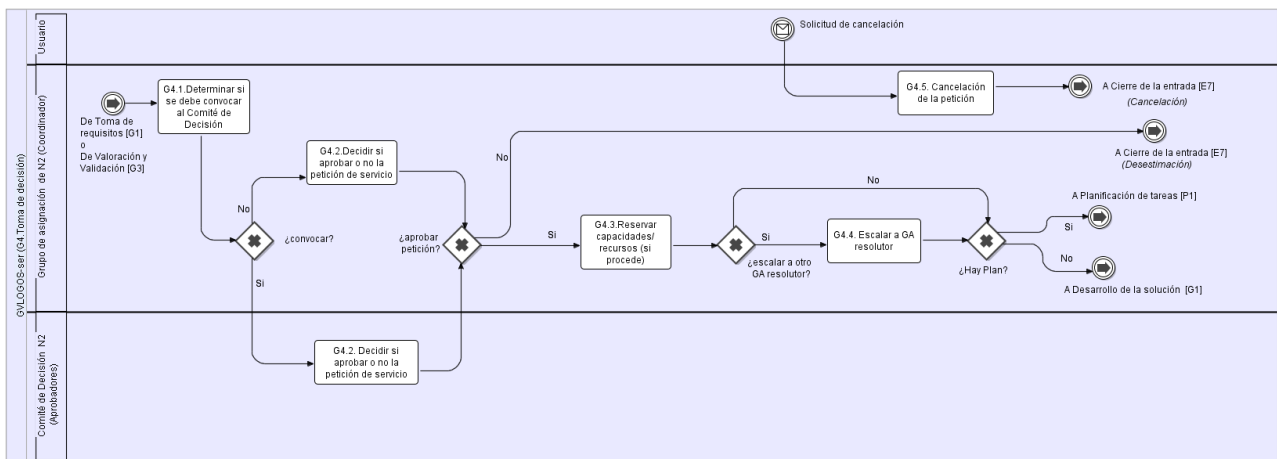 GVLOGOS-ser(G4.Toma de decisión)
Usuario
Solicitud de cancelación
Grupo de asignación de N2 (Coordinador)
De Toma de
requisitos [G1]
o
De Valoración y
Validación [G3]
G4.1.Determinar si
se debe convocar
al Comité de
Decisión
¿convocar?
No
Si
G4.2.Decidir si
aprobar o no la
petición de servicio
¿aprobar
petición?
No
Si
G4.3.Reservar
capacidades/
recursos (si
procede)
¿escalar a otro
GA resolutor?
No
Si
G4.4. Escalar a GA
resolutor
¿Hay Plan?
Si
No
G4.5. Cancelación
de la petición
A Cierre de la entrada [E7]
(Cancelación)
A Cierre de la entrada [E7]
(Desestimación)
A Planificación de tareas [P1]
A Desarrollo de la solución [G1]
Comité de Decisión N2
(Aprobadores)
G4.2. Decidir si
aprobar o no la
petición de servicio